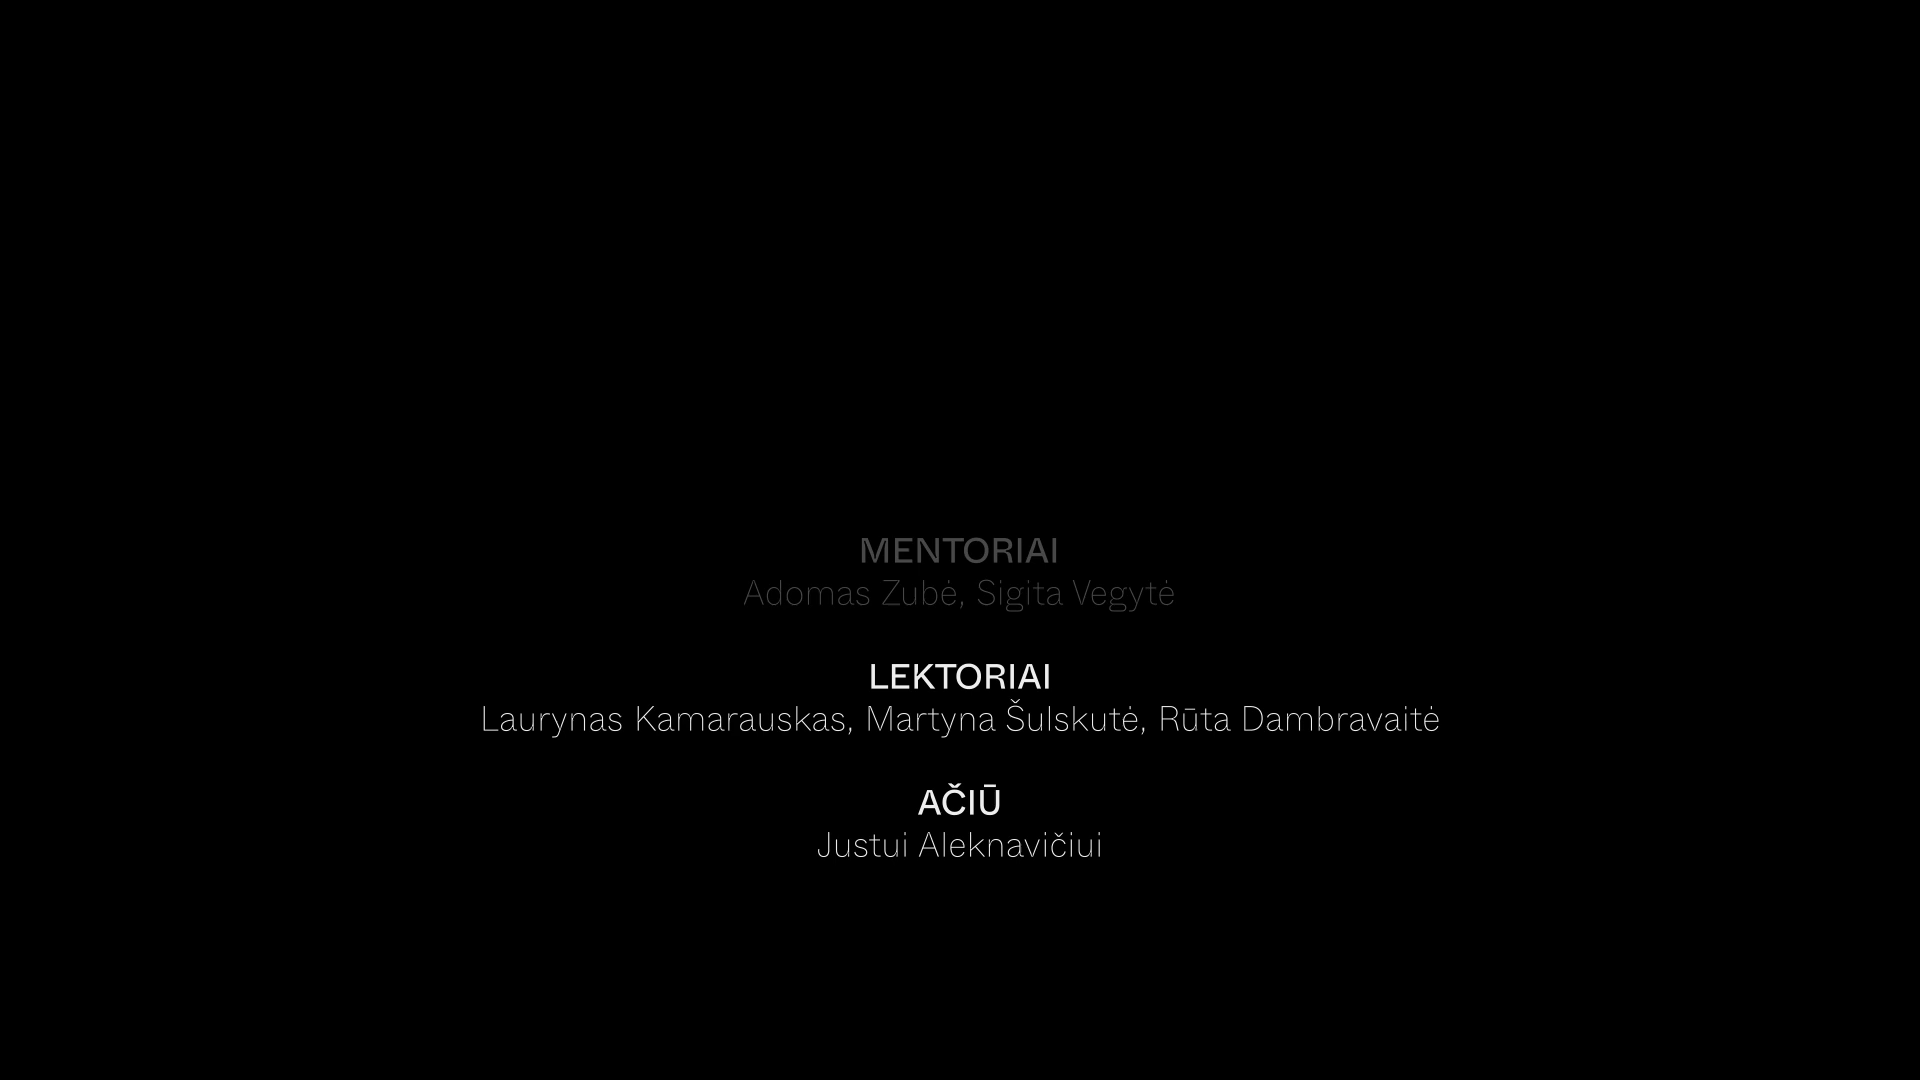 MENTORIAI
Adomas Zubė, Sigita Vegytė
LEKTORIAI
Laurynas Kamarauskas, Martyna Šulskutė, Rūta Dambravaitė
AČIŪ
Justui Aleknavičiui